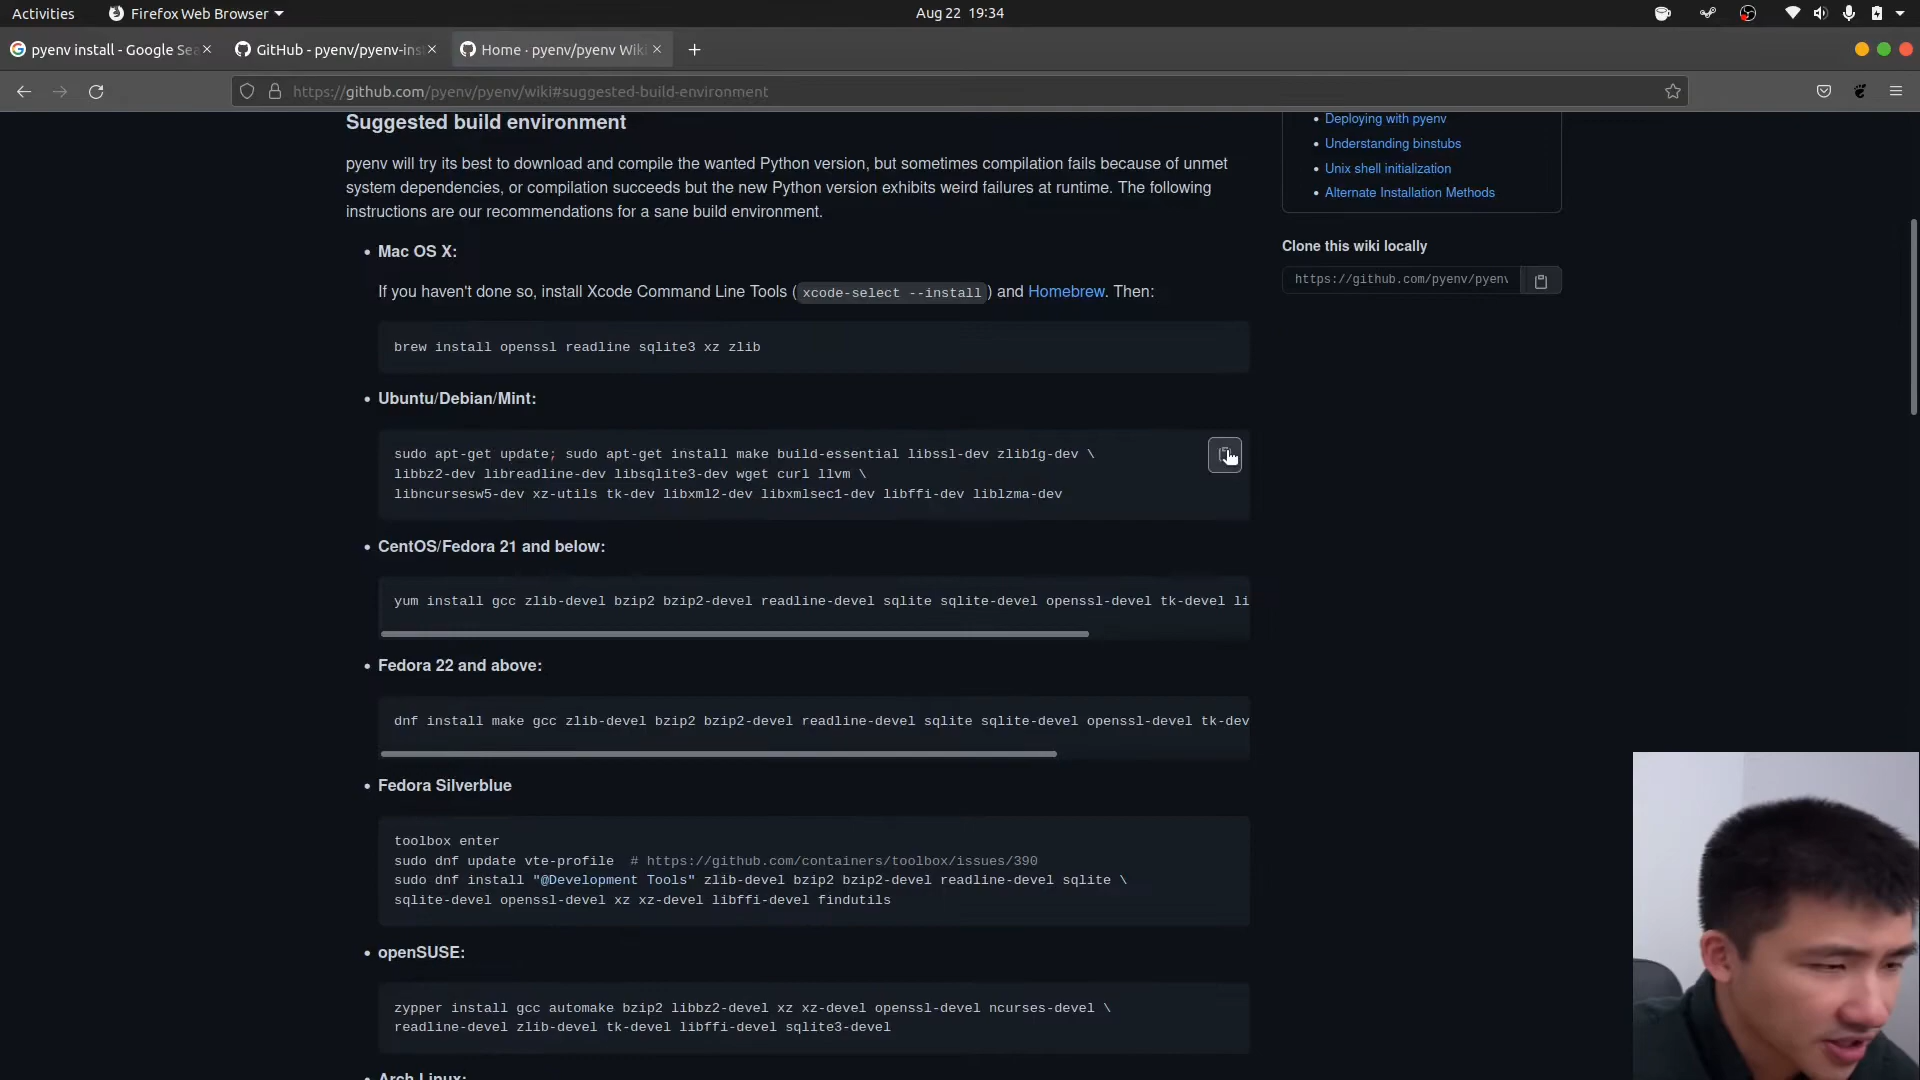 Activities
Firefox Web Browser
Aug 22 19:34
pyenv install - Google Sea
GitHub - pyenv/pyenv-inst
Home · pyenv/pyenv Wiki
https://github.com/pyenv/pyenv/wiki#suggested-build-environment
Suggested build environment
pyenv will try its best to download and compile the wanted Python version, but sometimes compilation fails because of unmet
system dependencies, or compilation succeeds but the new Python version exhibits weird failures at runtime. The following
instructions are our recommendations for a sane build environment.
• Mac OS X:
If you haven't done so, install Xcode Command Line Tools ( xcode-select --install ) and Homebrew. Then:
brew install openssl readline sqlite3 xz zlib
• Ubuntu/Debian/Mint:
sudo apt-get update; sudo apt-get install make build-essential libssl-dev zlib1g-dev \
libbz2-dev libreadline-dev libsqlite3-dev wget curl llvm \
libncursesw5-dev xz-utils tk-dev libxml2-dev libxmlsec1-dev libffi-dev liblzma-dev
• CentOS/Fedora 21 and below:
yum install gcc zlib-devel bzip2 bzip2-devel readline-devel sqlite sqlite-devel openssl-devel tk-devel li
• Fedora 22 and above:
dnf install make gcc zlib-devel bzip2 bzip2-devel readline-devel sqlite sqlite-devel openssl-devel tk-dev
• Fedora Silverblue
toolbox enter
sudo dnf update vte-profile  # https://github.com/containers/toolbox/issues/390
sudo dnf install "@Development Tools" zlib-devel bzip2 bzip2-devel readline-devel sqlite \
sqlite-devel openssl-devel xz xz-devel libffi-devel findutils
• openSUSE:
zypper install gcc automake bzip2 libbz2-devel xz xz-devel openssl-devel ncurses-devel \
readline-devel zlib-devel tk-devel libffi-devel sqlite3-devel
• Arch Linux:
• Deploying with pyenv
• Understanding binstubs
• Unix shell initialization
• Alternate Installation Methods
Clone this wiki locally
https://github.com/pyenv/pyenv